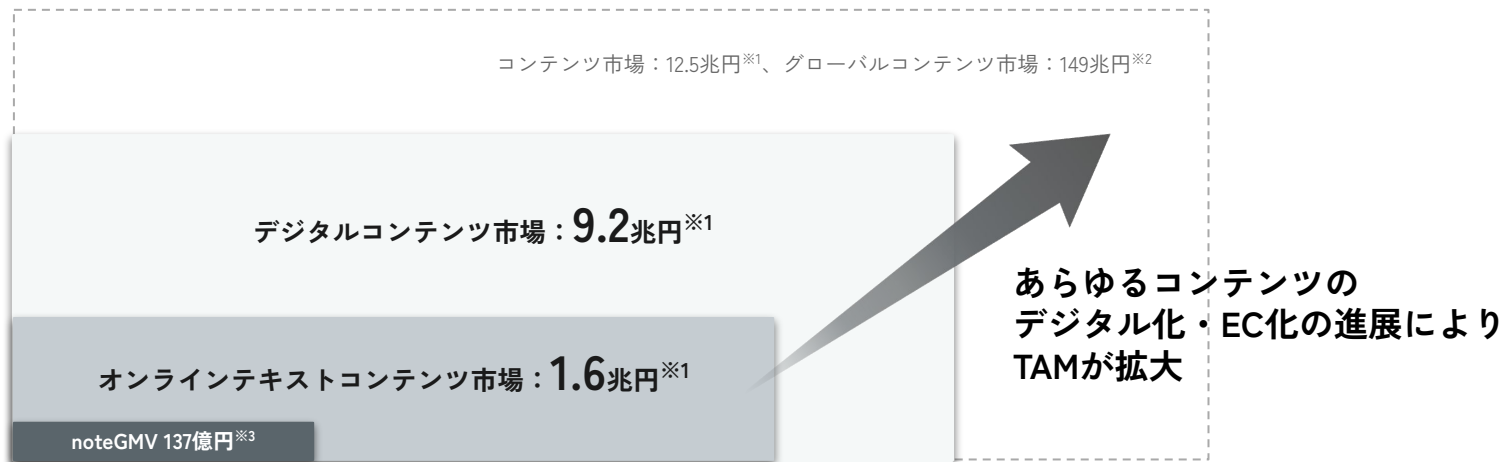 コンテンツ市場：12.5兆円※1、グローバルコンテンツ市場：149兆円※2
デジタルコンテンツ市場：9.2兆円※1
あらゆるコンテンツの
デジタル化・EC化の進展により
TAMが拡大
オンラインテキストコンテンツ市場：1.6兆円※1
noteGMV 137億円※3